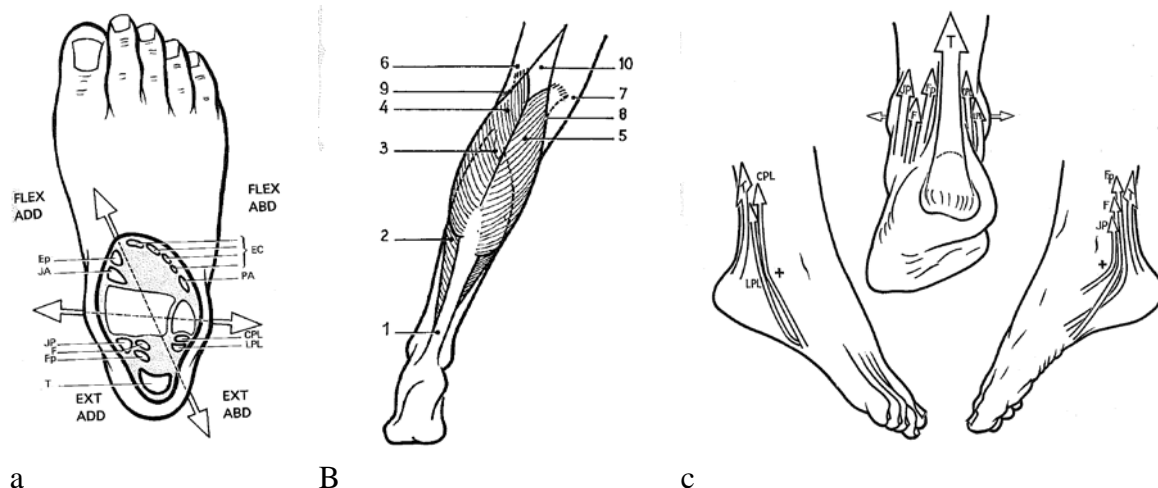 FLEX
ADD
FLEX
ABD
EC
Ep
JA
PA
JP
F
Fp
T
CPL
LPL
EXT
ADD
EXT
ABD
a
6
9
4
3
2
1
10
7
8
5
B
T
JP
F
Fp
CPL
LPL
+
Fp
F
JP
+
c